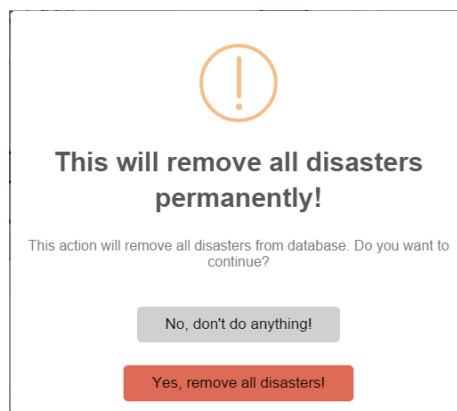 This will remove all disasters
permanently!
This action will remove all disasters from database. Do you want to
continue?
No, don't do anything!
Yes, remove all disasters!